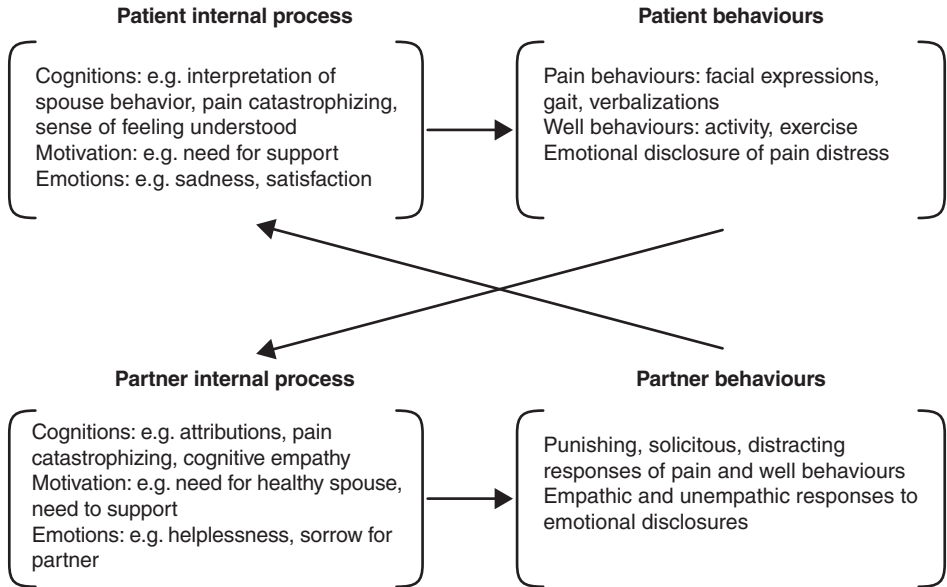 Patient internal process
Cognitions: e.g. interpretation of
spouse behavior, pain catastrophizing,
sense of feeling understood
Motivation: e.g. need for support
Emotions: e.g. sadness, satisfaction
Patient behaviours
Pain behaviours: facial expressions,
gait, verbalizations
Well behaviours: activity, exercise
Emotional disclosure of pain distress
Partner internal process
Cognitions: e.g. attributions, pain
catastrophizing, cognitive empathy
Motivation: e.g. need for healthy spouse,
need to support
Emotions: e.g. helplessness, sorrow for
partner
Partner behaviours
Punishing, solicitous, distracting
responses of pain and well behaviours
Empathic and unempathic responses to
emotional disclosures